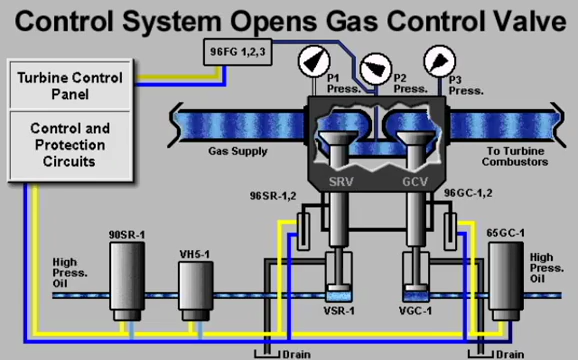 Control System Opens Gas Control Valve
96FG 1,2,3
Turbine Control
Panel
Control and
Protection
Circuits
P1
Press.
P2
Press.
P3
Press.
Gas Supply
To Turbine
Combustors
SRV
GCV
96SR-1,2
96GC-1,2
90SR-1
VH5-1
65GC-1
High
Press.
Oil
High
Press.
Oil
VSR-1
VGC-1
Drain
Drain